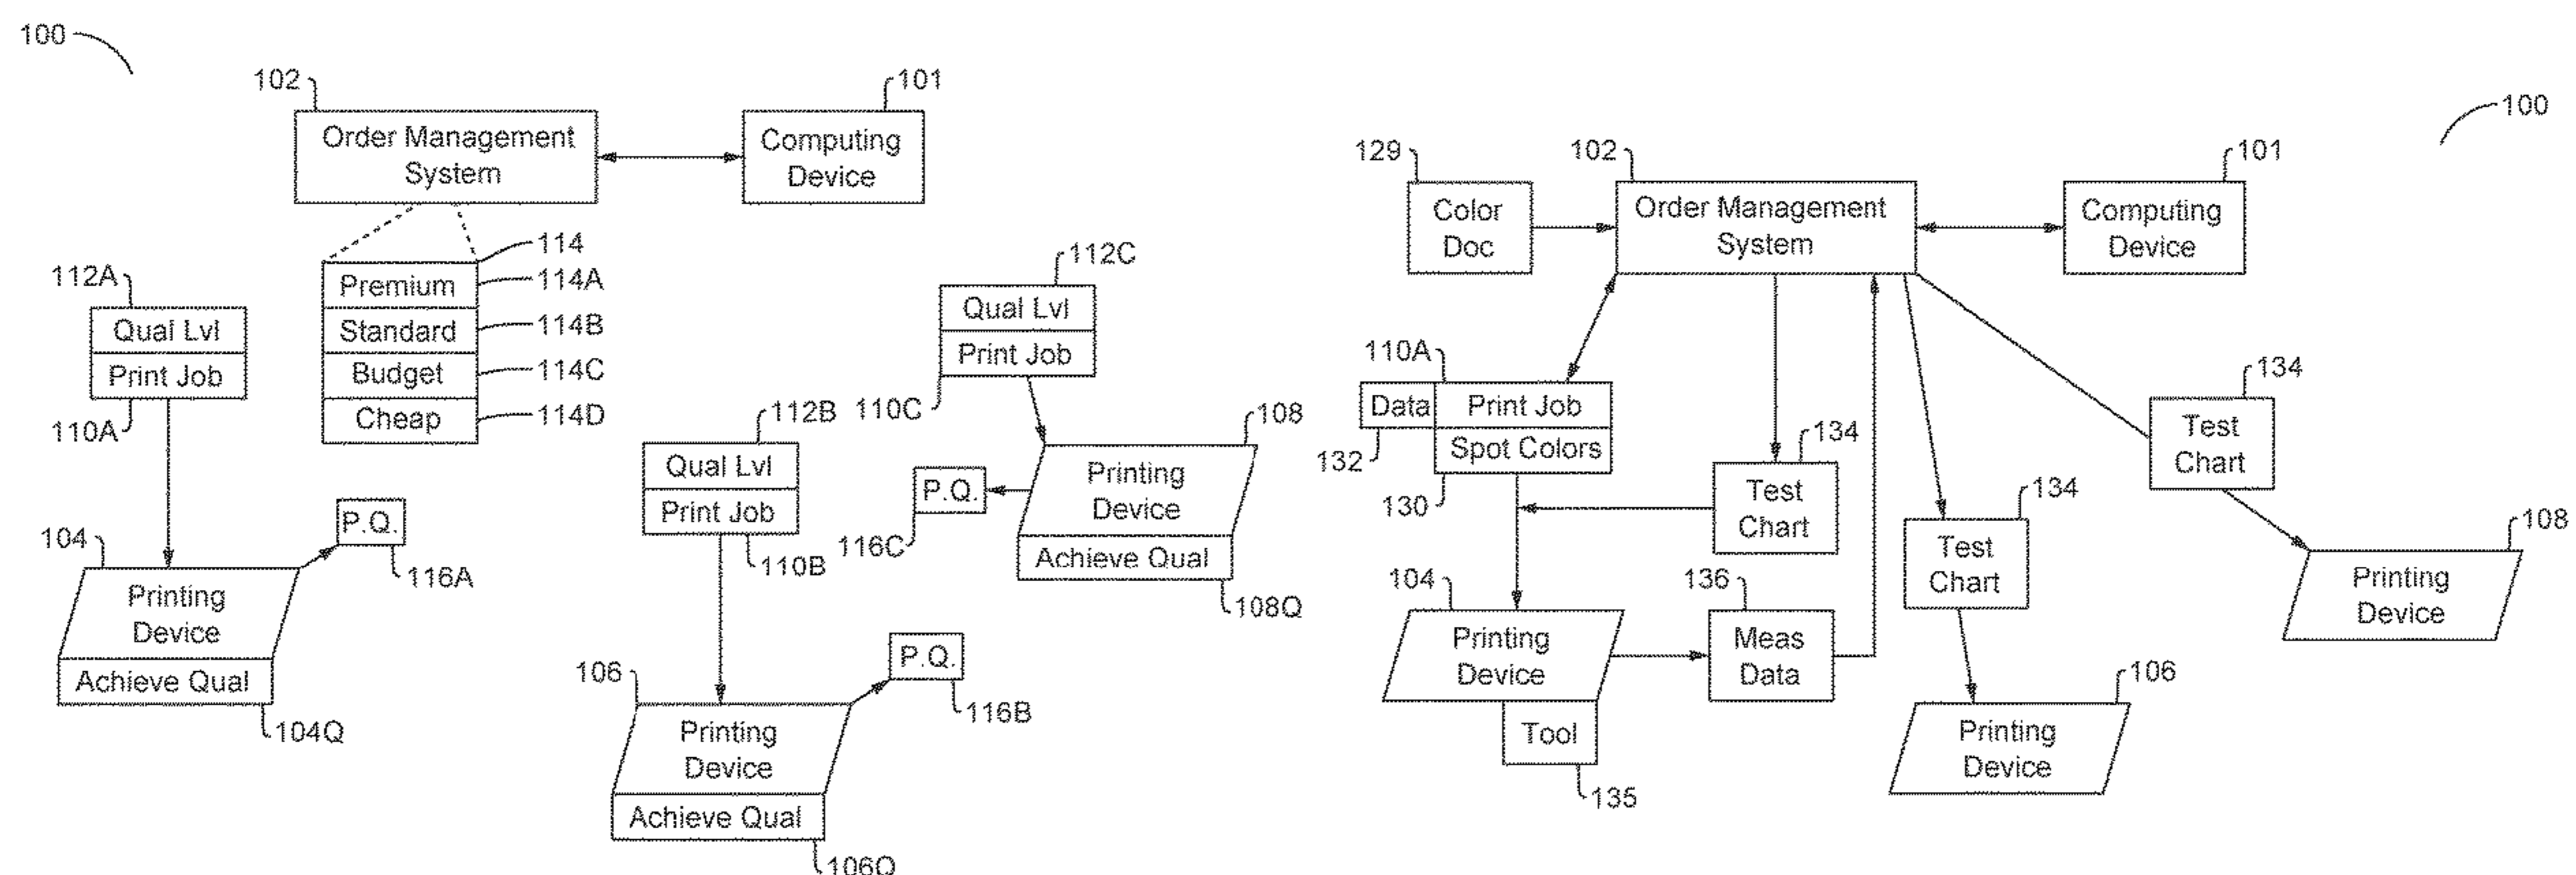 100
102
101
Order Management
System
Computing
Device
114
Premium
114A
Standard
114B
Budget
114C
Cheap
114D
112A
Qual Lvl
Print Job
110A
104
Printing
Device
Achieve Qual
104Q
P.Q.
116A
112B
Qual Lvl
Print Job
110B
106
Printing
Device
Achieve Qual
106Q
P.Q.
116B
112C
Qual Lvl
Print Job
110C
108
Printing
Device
Achieve Qual
108Q
P.Q.
116C
100
129
Color
Doc
102
Order Management
System
101
Computing
Device
110A
Data
Print Job
132
Spot Colors
130
134
Test
Chart
134
Test
Chart
134
Test
Chart
104
Printing
Device
Tool
135
136
Meas
Data
106
Printing
Device
108
Printing
Device